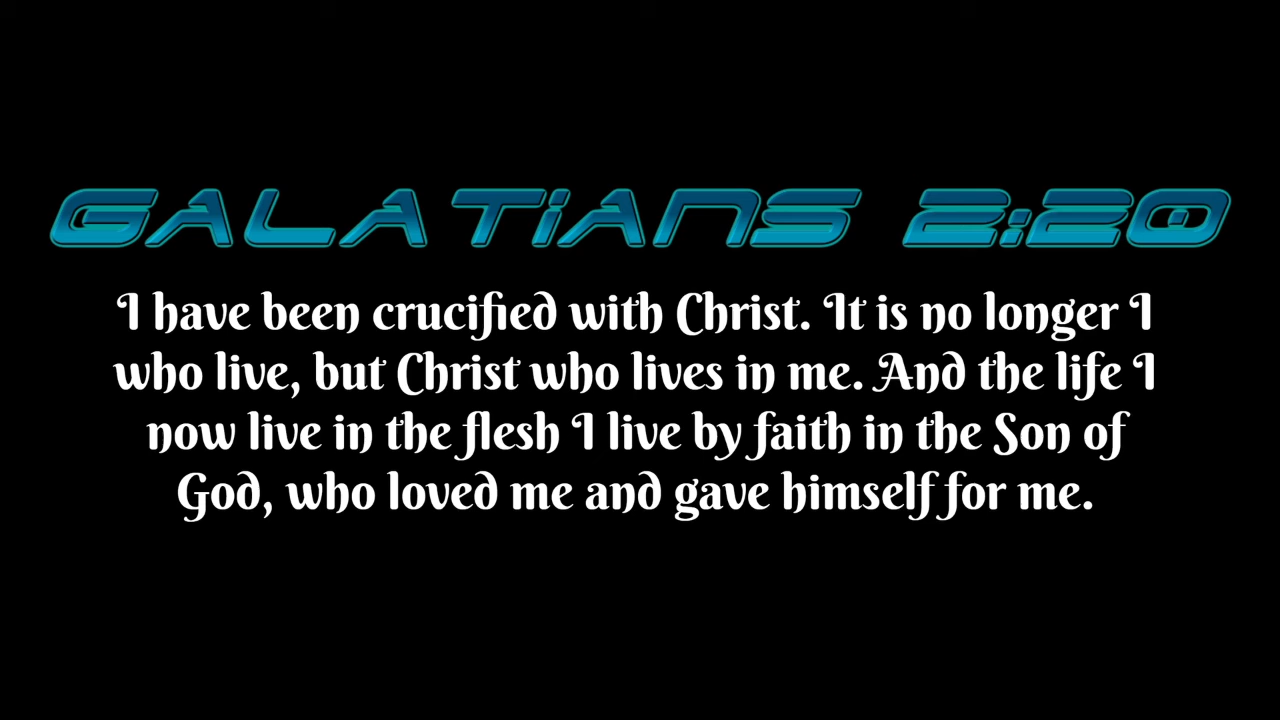 GALATiANS 2:20
I have been crucified with Christ. It is no longer I
who live, but Christ who lives in me. And the life I
now live in the flesh I live by faith in the Son of
God, who loved me and gave himself for me.